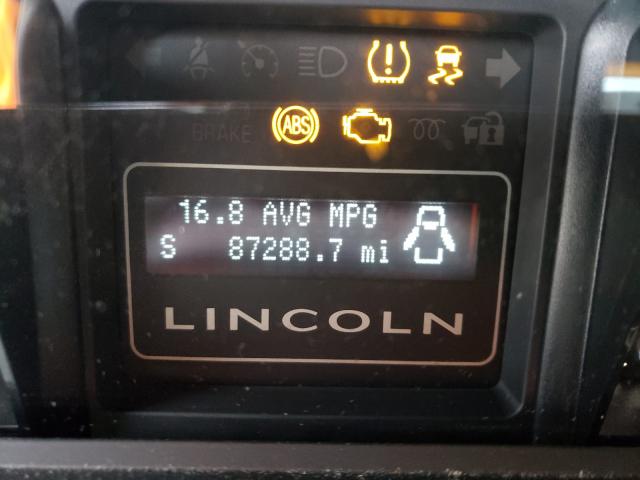 BRAKE
ABS
16.8 AVG MPG
S 87288.7 mi
LINCOLN